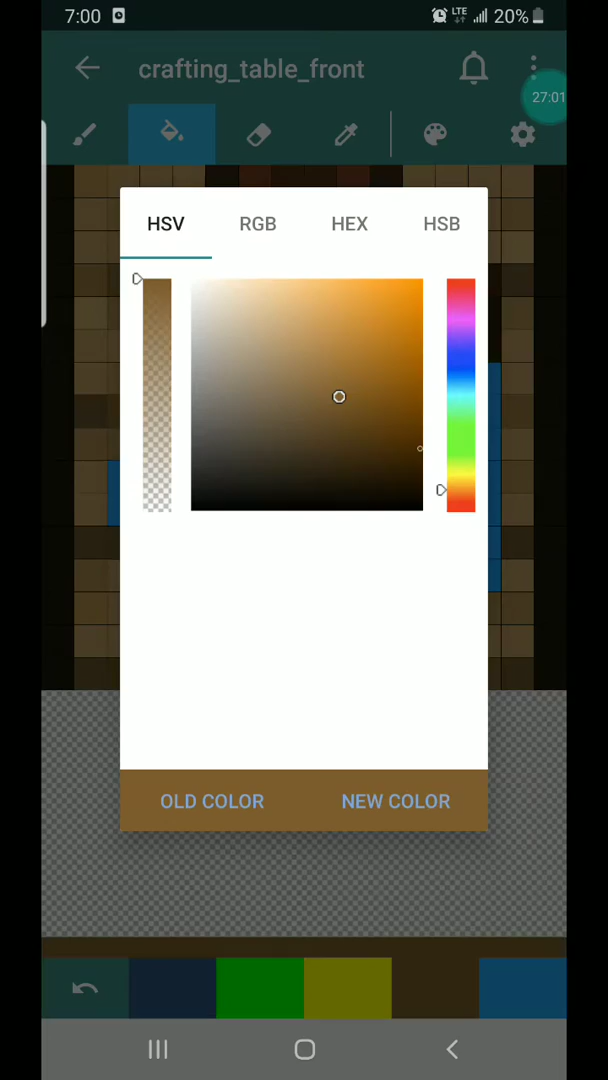 7:00 LTE 20%
crafting_table_front
27:01
HSV RGB HEX HSB
OLD COLOR NEW COLOR